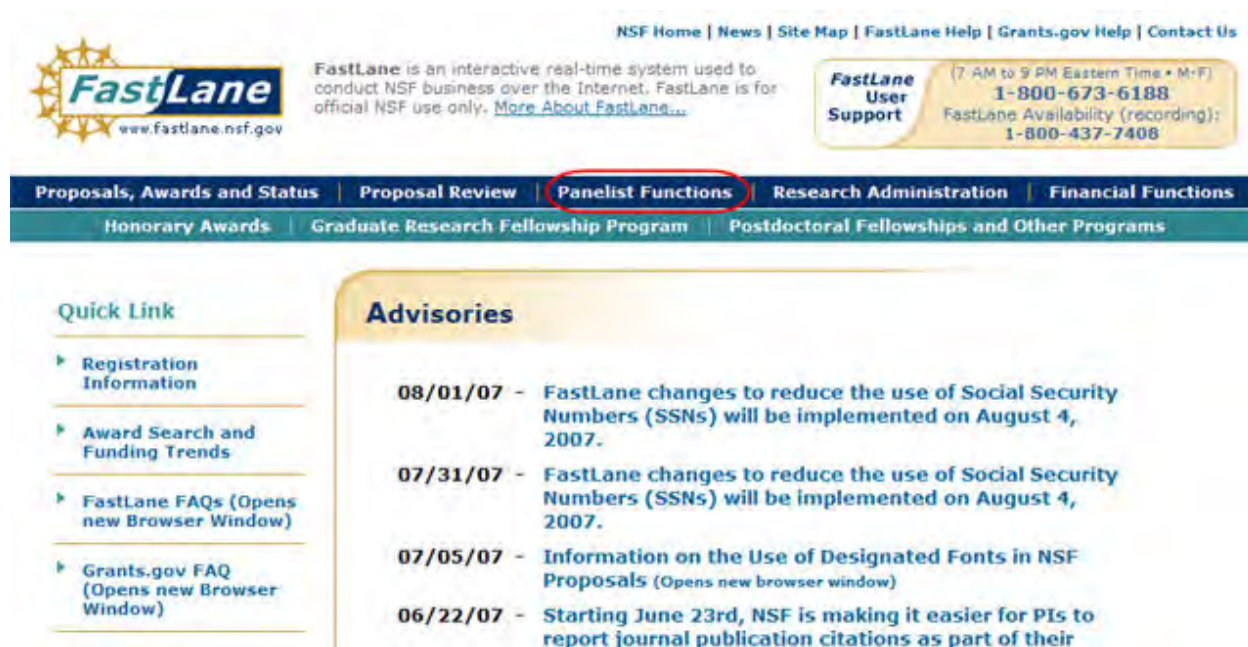 NSF Home | News | Site Map | FastLane Help | Grants.gov Help | Contact Us
FastLane
www.fastlane.nsf.gov
FastLane is an interactive real-time system used to
conduct NSF business over the Internet. FastLane is for
official NSF use only. More About FastLane...
FastLane
User
Support
(7 AM to 9 PM Eastern Time • M-F)
1-800-673-6188
FastLane Availability (recording):
1-800-437-7408
Proposals, Awards and Status | Proposal Review | Panelist Functions | Research Administration | Financial Functions
Honorary Awards | Graduate Research Fellowship Program | Postdoctoral Fellowships and Other Programs
Quick Link
Registration
Information
Award Search and
Funding Trends
FastLane FAQs (Opens
new Browser Window)
Grants.gov FAQ
(Opens new Browser
Window)
Advisories
08/01/07 - FastLane changes to reduce the use of Social Security
Numbers (SSNs) will be implemented on August 4,
2007.
07/31/07 - FastLane changes to reduce the use of Social Security
Numbers (SSNs) will be implemented on August 4,
2007.
07/05/07 - Information on the Use of Designated Fonts in NSF
Proposals (Opens new browser window)
06/22/07 - Starting June 23rd, NSF is making it easier for PIs to
report journal publication citations as part of their